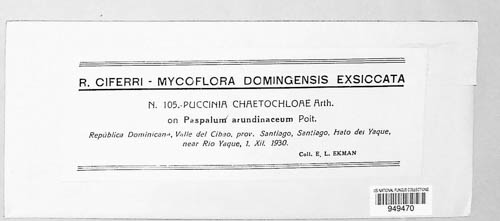 R. CIFERRI - MYCOFLORA DOMINGENSIS EXSICCATA
N. 105.-PUCCINIA CHAETOCHLOAE Arth.
on Paspalum arundinaceum Poit.
República Dominicana, Valle del Cibao, prov. Santiago, Santiago, Hato del Yaque,
near Rio Yaque, 1. XII. 1930.
Coll. E. L. EKMAN
US NATIONAL FUNGUS COLLECTIONS
949470